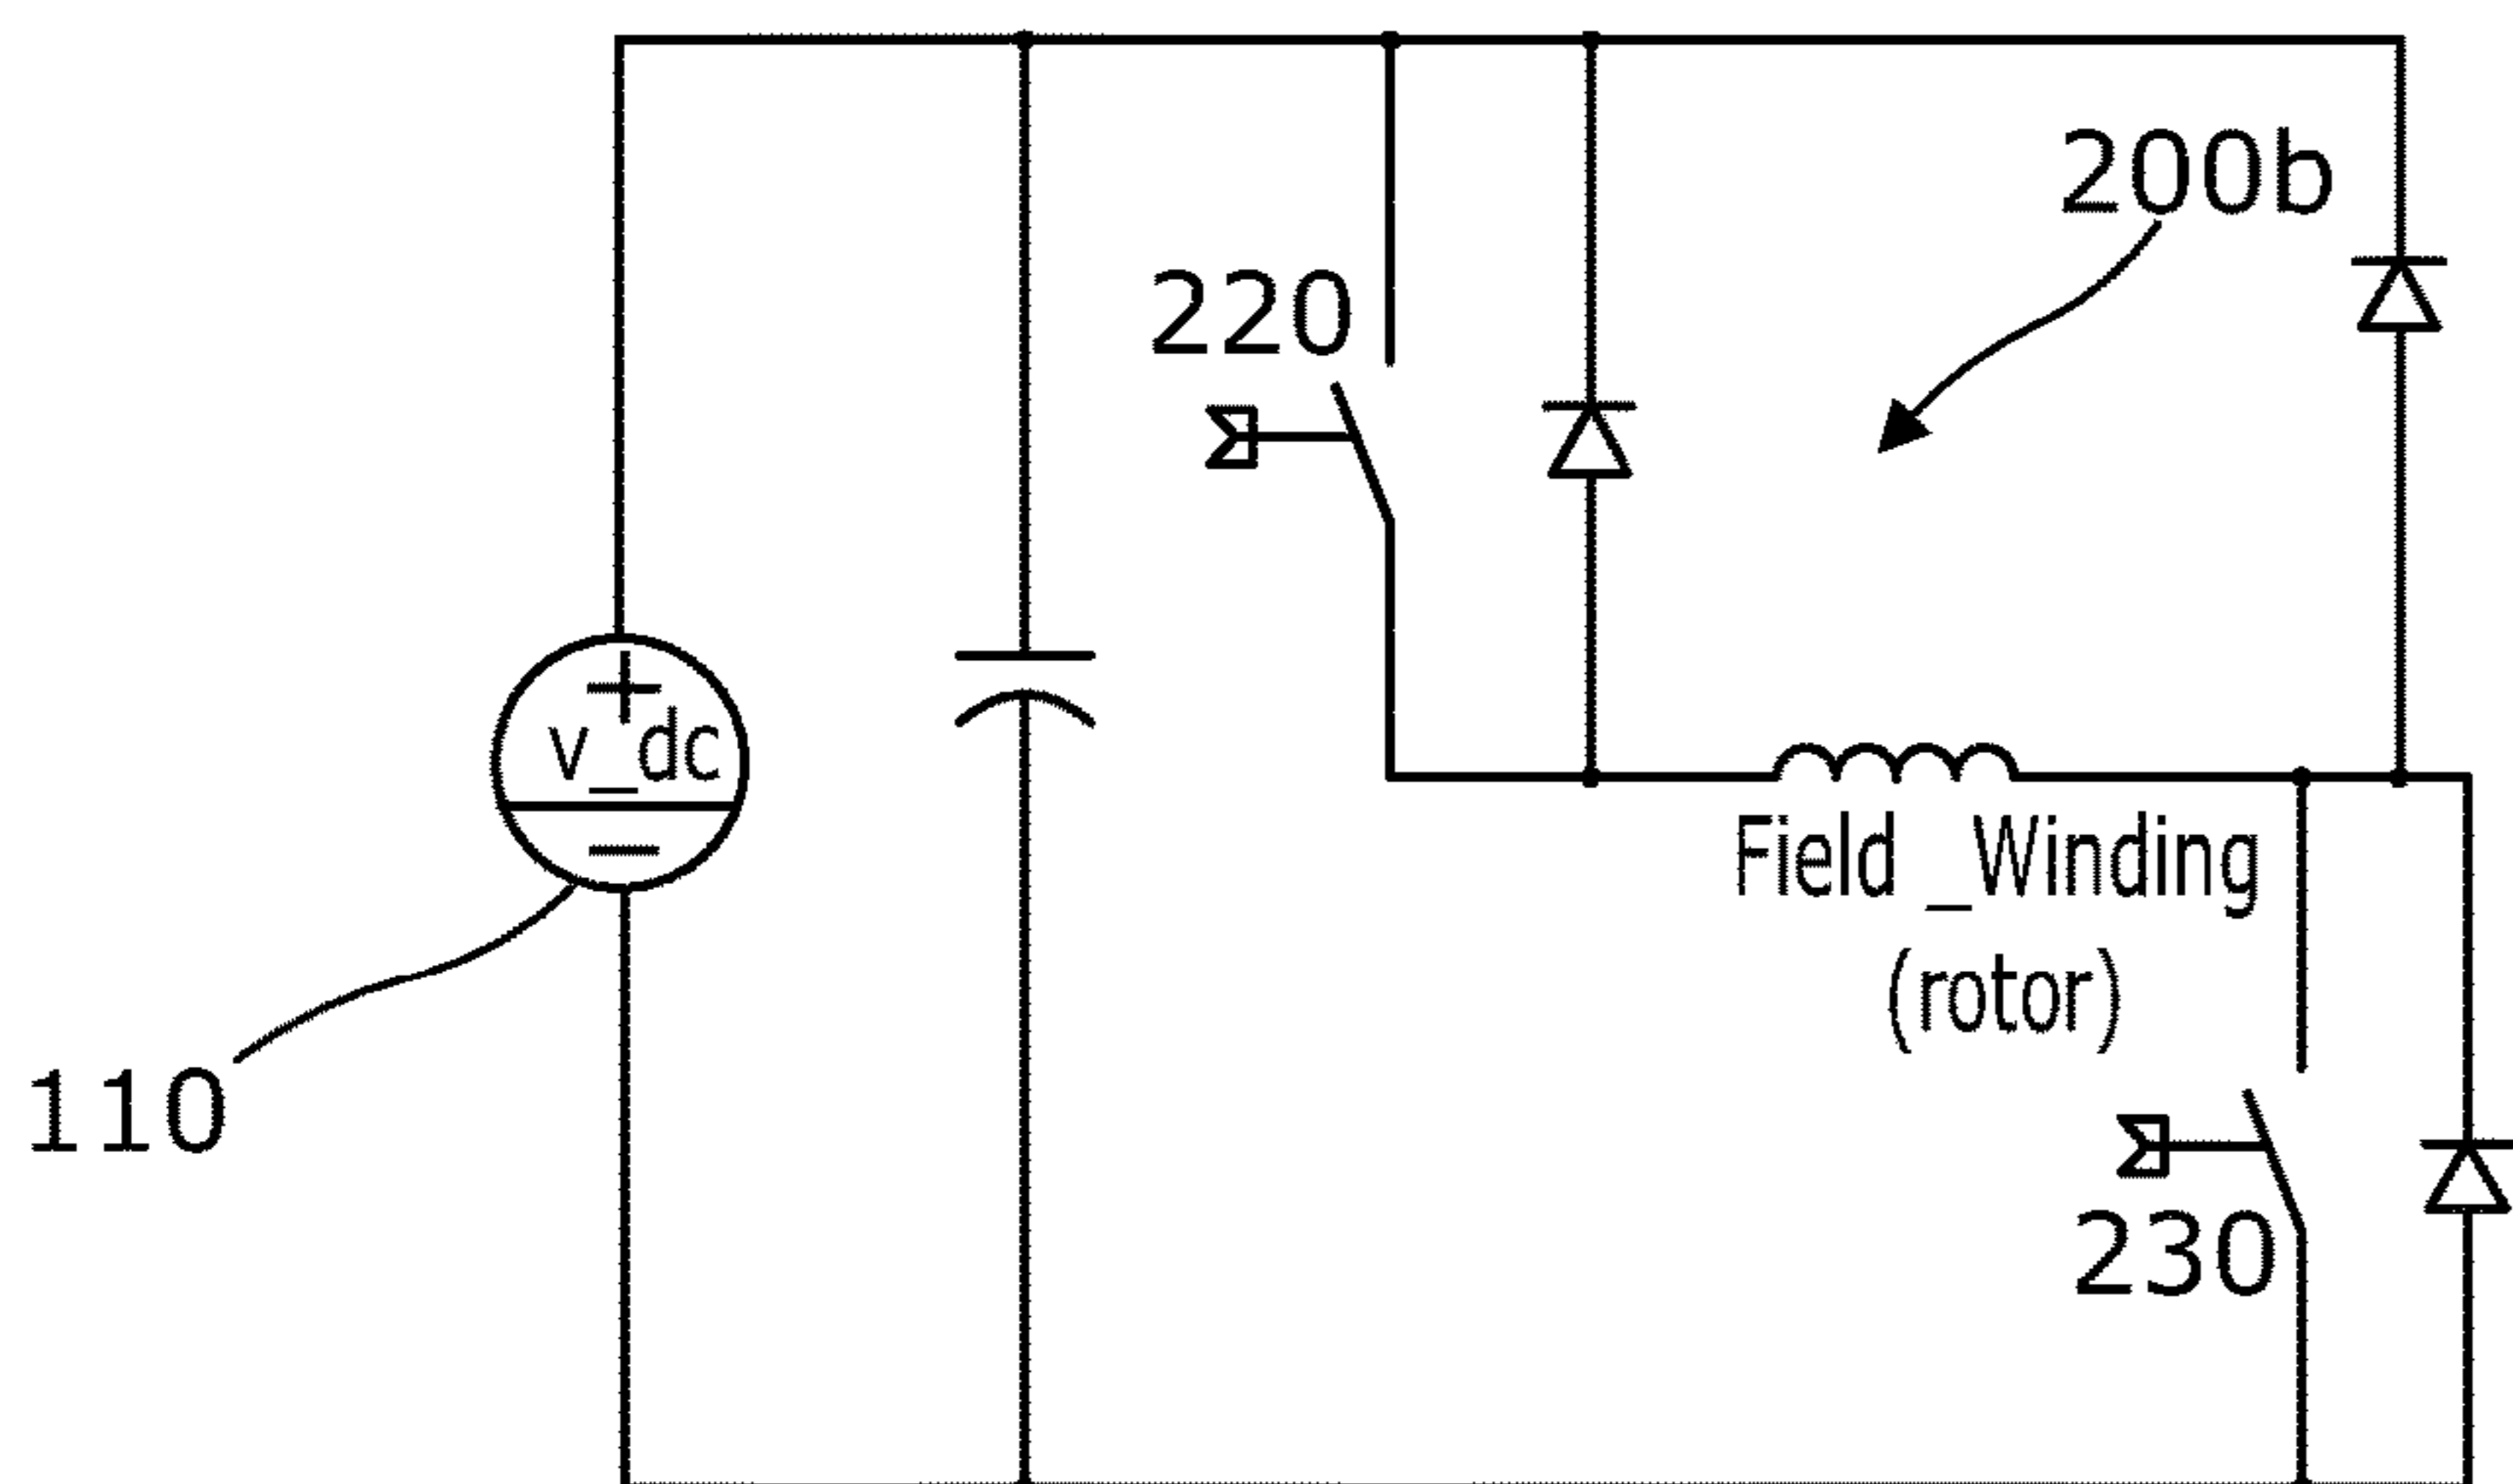 200b
220
+
v_dc
−
Field _Winding
(rotor)
110
230